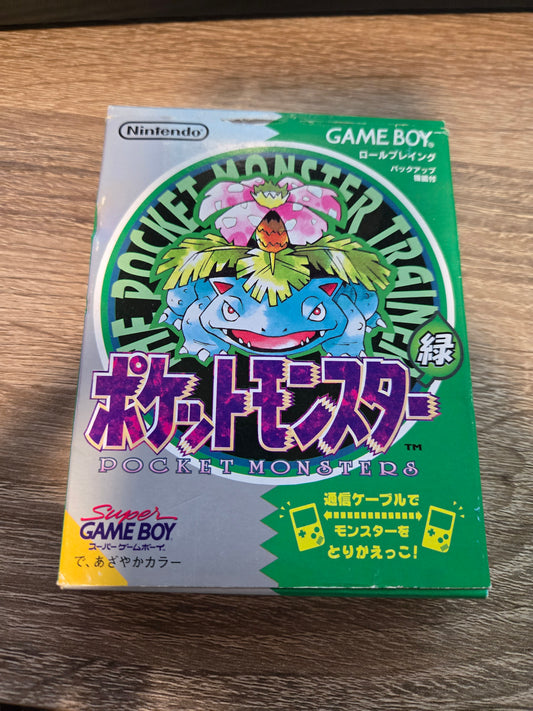 Nintendo
GAME BOY
ロールプレイング
バックアップ
機能付
THE POCKET MONSTER TRAINER
緑
ポケットモンスター
TM
POCKET MONSTERS
Super
GAME BOY
スーパーゲームボーイ
で、あざやかカラー
通信ケーブルで
モンスターを
とりかえっこ!